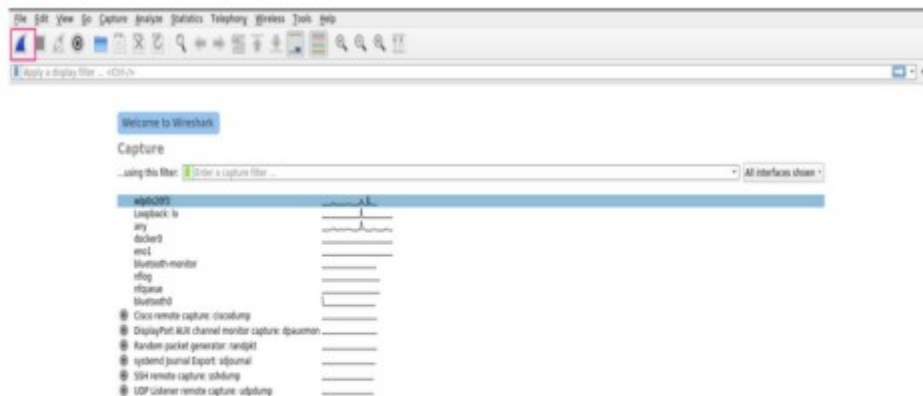 File Edit View Go Capture Analyze Statistics Telephony Wireless Tools Help
Apply a display filter ... <Ctrl-/>
Welcome to Wireshark
Capture
...using this filter: Enter a capture filter ... All interfaces shown
wlp0s20f3
Loopback: lo
any
docker0
eno1
bluetooth-monitor
nflog
nfqueue
bluetooth0
Cisco remote capture: ciscodump
DisplayPort AUX channel monitor capture: dpauxmon
Random packet generator: randpkt
systemd Journal Export: sdjournal
SSH remote capture: sshdump
UDP Listener remote capture: udpdump